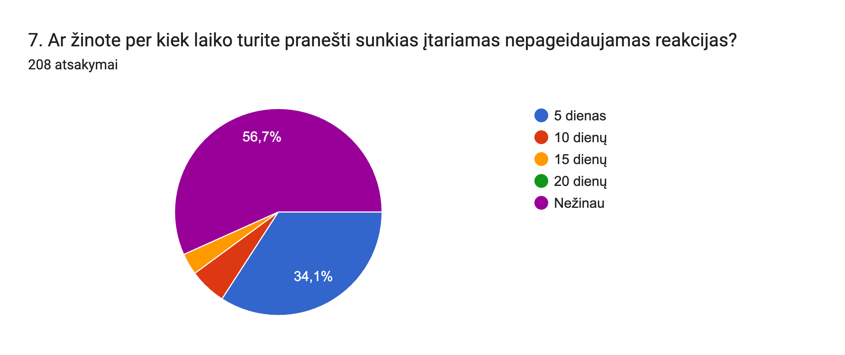 7. Ar žinote per kiek laiko turite pranešti sunkias įtariamas nepageidaujamas reakcijas?
208 atsakymai
56,7%
34,1%
5 dienas
10 dienų
15 dienų
20 dienų
Nežinau